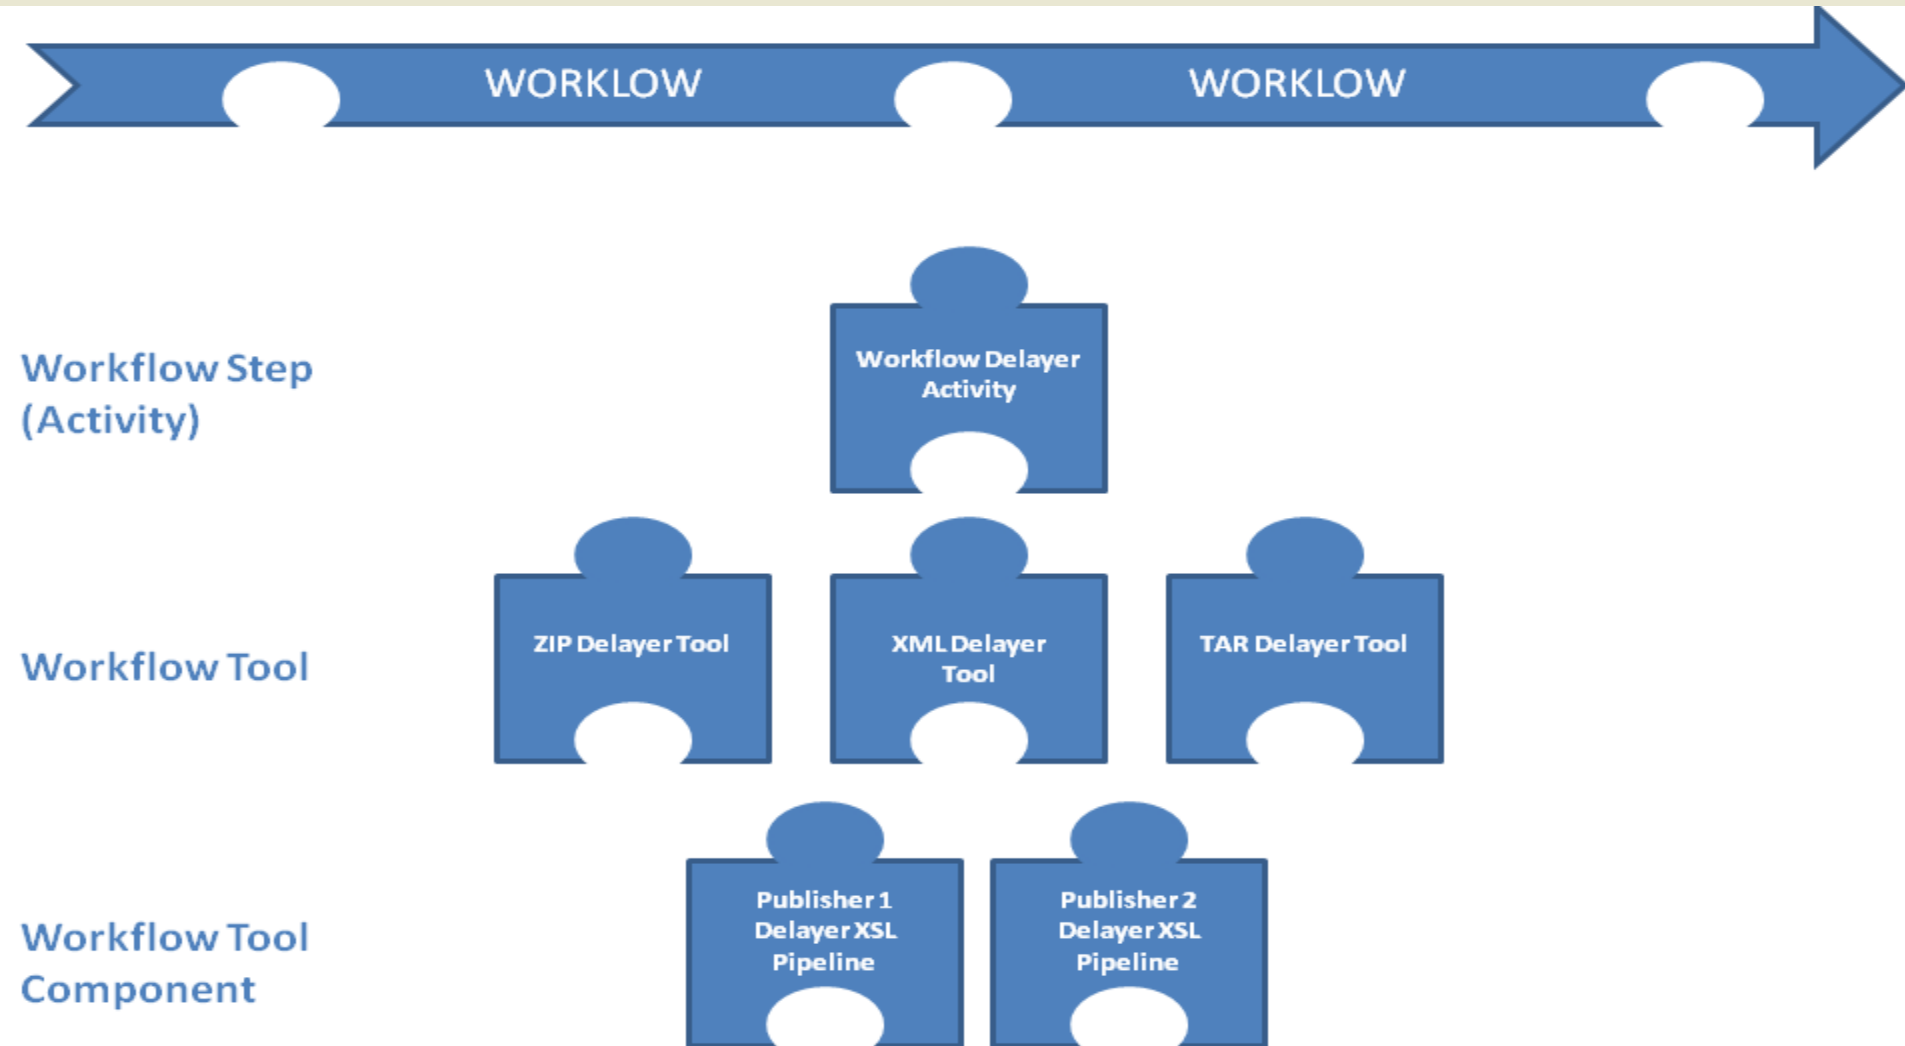 WORKLOW WORKLOW
Workflow Step
(Activity)
Workflow Delayer
Activity
Workflow Tool
ZIP Delayer Tool
XML Delayer
Tool
TAR Delayer Tool
Workflow Tool
Component
Publisher 1
Delayer XSL
Pipeline
Publisher 2
Delayer XSL
Pipeline